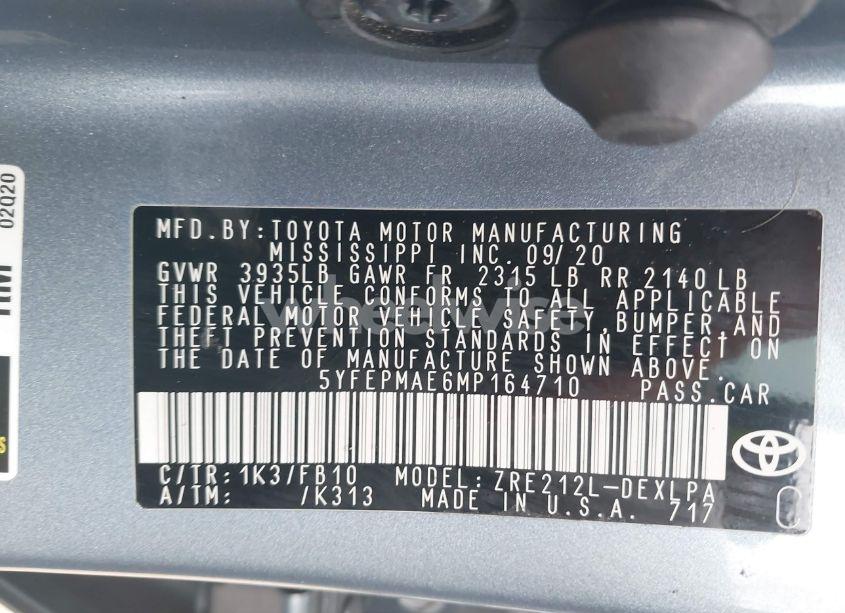 02Q20
MFD.BY:TOYOTA MOTOR MANUFACTURING
MISSISSIPPI INC. 09/20
GVWR 3935LB GAWR FR 2315 LB RR 2140LB
THIS VEHICLE CONFORMS TO ALL APPLICABLE
FEDERAL MOTOR VEHICLE SAFETY,BUMPER,AND
THEFT PREVENTION STANDARDS IN EFFECT ON
THE DATE OF MANUFACTURE SHOWN ABOVE.
5YFEPMAE6MP164710 PASS.CAR
C/TR:1K3/FB10 MODEL:ZRE212L-DEXLPA
A/TM: /K313 MADE IN U.S.A. 717
wheelwise